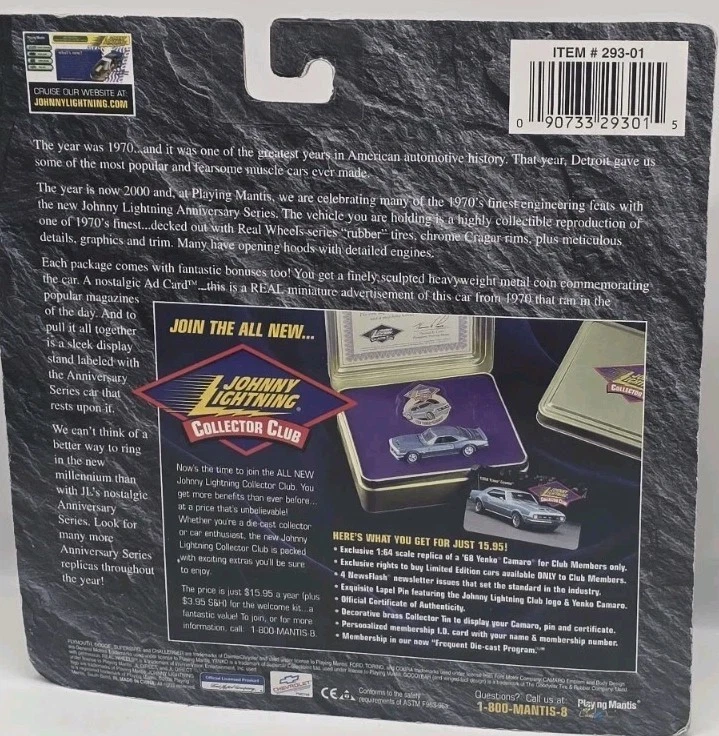 CRUISE OUR WEBSITE AT
JOHNNYLIGHTNING.COM
ITEM # 293-01
0 90733 29301 5
The year was 1970...and it was one of the greatest years in American automotive history. That year, Detroit gave us
some of the most popular and fearsome muscle cars ever made.
The year is now 2000 and, at Playing Mantis, we are celebrating many of the 1970's finest engineering feats with
the new Johnny Lightning Anniversary Series. The vehicle you are holding is a highly collectible reproduction of
one of 1970's finest...decked out with Real Wheels series "rubber" tires, chrome Cragar rims, plus meticulous
details, graphics and trim. Many have opening hoods with detailed engines.
Each package comes with fantastic bonuses too! You get a finely sculpted heavyweight metal coin commemorating
the car. A nostalgic Ad Card™...this is a REAL miniature advertisement of this car from 1970 that ran in the
popular magazines
of the day. And to
pull it all together
is a sleek display
stand labeled with
the Anniversary
Series car that
rests upon it.
We can't think of a
better way to ring
in the new
millennium than
with JL's nostalgic
Anniversary
Series. Look for
many more
Anniversary Series
replicas throughout
the year!
JOIN THE ALL NEW...
JOHNNY
LIGHTNING®
COLLECTOR CLUB
Now's the time to join the ALL NEW
Johnny Lightning Collector Club. You
get more benefits than ever before...
at a price that's unbelievable!
Whether you're a die-cast collector
or car enthusiast, the new Johnny
Lightning Collector Club is packed
with exciting extras you'll be sure
to enjoy.
The price is just $15.95 a year (plus
$3.95 S&H) for the welcome kit...a
fantastic value! To join, or for more
information, call: 1-800-MANTIS-8.
HERE'S WHAT YOU GET FOR JUST 15.95!
• Exclusive 1:64 scale replica of a '68 Yenko Camaro for Club Members only.
• Exclusive rights to buy Limited Edition cars available ONLY to Club Members.
• 4 NewsFlash newsletter issues that set the standard in the industry.
• Exquisite Lapel Pin featuring the Johnny Lightning Club logo & Yenko Camaro.
• Official Certificate of Authenticity.
• Decorative brass Collector Tin to display your Camaro, pin and certificate.
• Personalized membership I.D. card with your name & membership number.
• Membership in our new "Frequent Die-cast Program."
Official Licensed Product
CHEVROLET
CE
Conforms to the safety
requirements of ASTM F963-96a
Questions? Call us at:
1-800-MANTIS-8
Playing Mantis